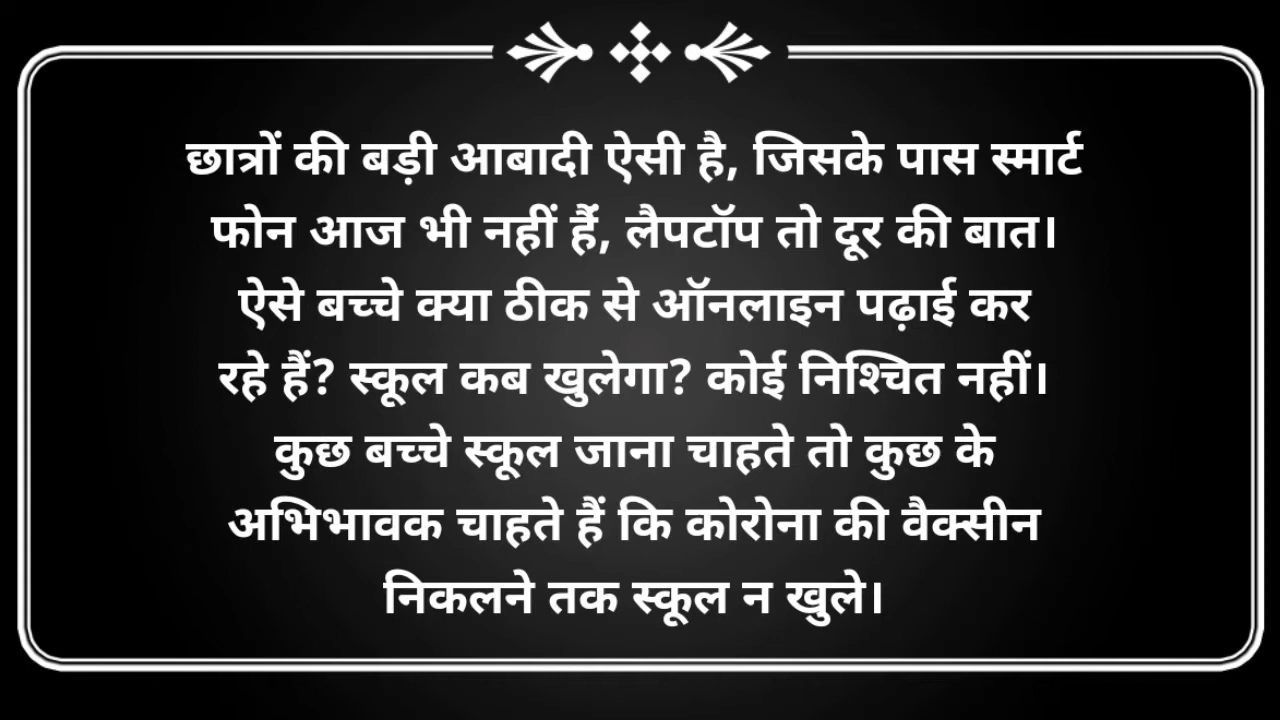 छात्रों की बड़ी आबादी ऐसी है, जिसके पास स्मार्ट
फोन आज भी नहीं हैं, लैपटॉप तो दूर की बात।
ऐसे बच्चे क्या ठीक से ऑनलाइन पढ़ाई कर
रहे हैं? स्कूल कब खुलेगा? कोई निश्चित नहीं।
कुछ बच्चे स्कूल जाना चाहते तो कुछ के
अभिभावक चाहते हैं कि कोरोना की वैक्सीन
निकलने तक स्कूल न खुले।